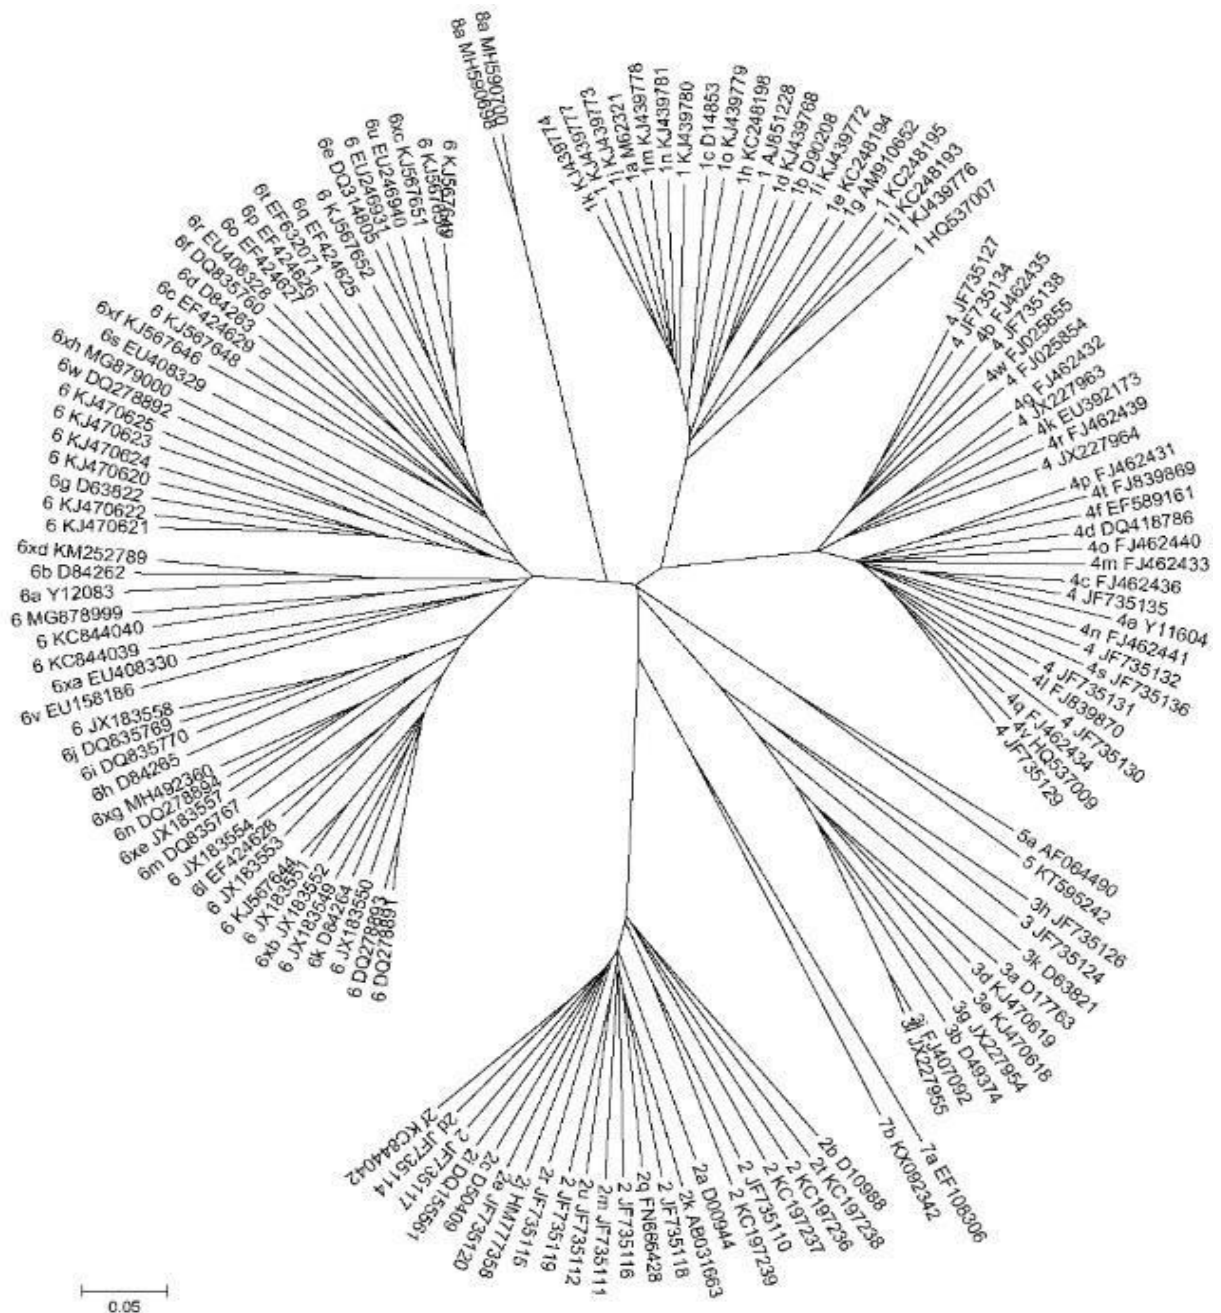 8a MH590700
8a MH590698
1k KJ439774
1 KJ439777
1i KJ439773
1a M62321
1m KJ439778
1n KJ439781
1 KJ439780
1c D14853
1o KJ439779
1h KC248198
1 AJ851228
1d KJ439768
1b D90208
1i KJ439772
1e KC248194
1g AM910652
1 KC248195
1l KC248193
1 KJ439776
1 HQ537007
4 JF735127
4 JF735134
4b FJ462435
4 JF735138
4w FJ025855
4 FJ025854
4g FJ462432
4 JX227963
4k EU392173
4r FJ462439
4 JX227964
4p FJ462431
4t FJ839869
4f EF589161
4d DQ418786
4o FJ462440
4m FJ462433
4c FJ462436
4 JF735135
4a Y11604
4n FJ462441
4 JF735132
4s JF735136
4 JF735131
4l FJ839870
4 JF735130
4q FJ462434
4v HQ537009
4 JF735129
5a AF064490
5 KT595242
3h JF735126
3 JF735124
3k D63821
3a D17763
3d KJ470619
3e KJ470618
3g JX227954
3b D49374
FJ407092
JX227955
7a EF108306
7b KX092342
2b D10988
2t KC197238
2 KC197236
2 KC197237
2 JF735110
2 KC197239
2a D00944
2k AB031663
2 JF735118
2q FN666428
2 JF735116
2m JF735111
2u JF735112
2 JF735119
2r JF735115
2j HM777358
2e JF735120
2c D50409
2i DQ155561
2 JF735117
2d JF735114
2f KC844042
6 DQ278891
6 DQ278893
6 JX183550
6k D84264
6 JX183549
6xb JX183552
6 JX183551
6 KJ567644
6 JX183553
6l EF424628
6 JX183554
6m DQ835767
6xe JX183557
6n DQ278894
6xg MH492360
6h D84265
6i DQ835770
6j DQ835769
6 JX183558
6v EU158186
6xa EU408330
6 KC844039
6 KC844040
6 MG878999
6a Y12083
6b D84262
6xd KM252789
6 KJ470621
6 KJ470622
6g D63822
6 KJ470620
6 KJ470624
6 KJ470623
6 KJ470625
6w DQ278892
6xh MG879000
6s EU408329
6xf KJ567646
6 KJ567648
6c EF424629
6d D84263
6f DQ835760
6r EU408328
6o EF424627
6p EF424626
6t EF632071
6q EF424625
6 KJ567652
6e DQ314805
6 EU246931
6u EU246940
6xc KJ567651
6 KJ567649
0.05